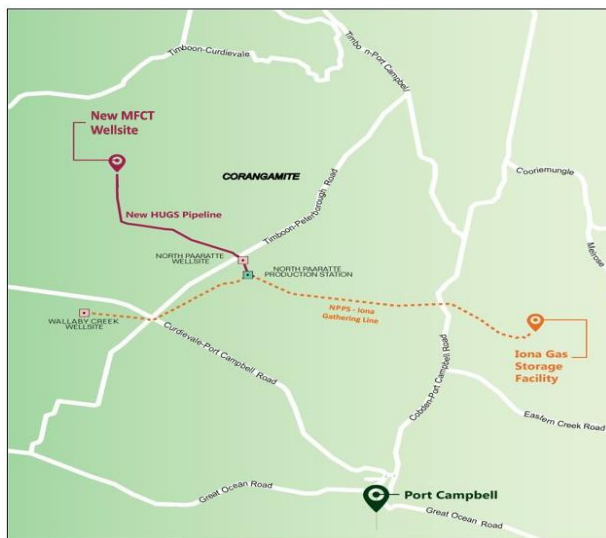 Timboon-Curdievale
Timboon-Port Campbell
New MFCT
Wellsite
CORANGAMITE
Cooriemungle
Melrose
New HUGS Pipeline
Timboon-Peterborough Road
NORTH PAARATTE
WELLSITE
NORTH PAARATTE
PRODUCTION STATION
WALLABY CREEK
WELLSITE
NPPS - Iona
Gathering Line
Iona Gas
Storage
Facility
Curdievale-Port Campbell Road
Cobden-Port Campbell Road
Eastern Creek Road
Great Ocean Road
Port Campbell
Great Ocean Road